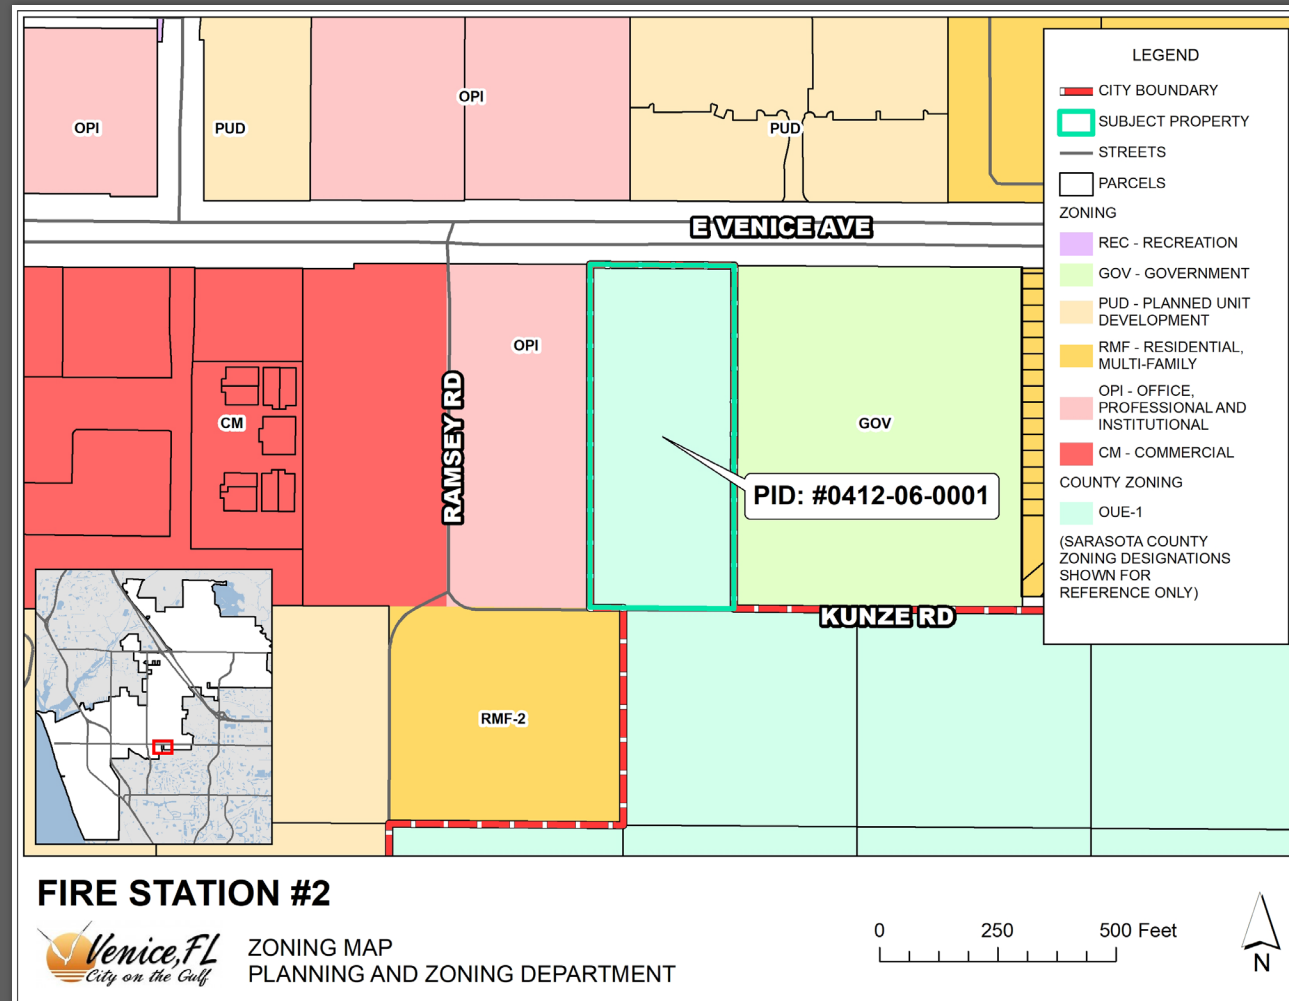 OPI
PUD
OPI
PUD
E VENICE AVE
OPI
RAMSEY RD
CM
GOV
PID: #0412-06-0001
KUNZE RD
RMF-2
LEGEND
CITY BOUNDARY
SUBJECT PROPERTY
STREETS
PARCELS
ZONING
REC - RECREATION
GOV - GOVERNMENT
PUD - PLANNED UNIT
DEVELOPMENT
RMF - RESIDENTIAL,
MULTI-FAMILY
OPI - OFFICE,
PROFESSIONAL AND
INSTITUTIONAL
CM - COMMERCIAL
COUNTY ZONING
OUE-1
(SARASOTA COUNTY
ZONING DESIGNATIONS
SHOWN FOR
REFERENCE ONLY)
FIRE STATION #2
Venice, FL
City on the Gulf
ZONING MAP
PLANNING AND ZONING DEPARTMENT
0 250 500 Feet
N